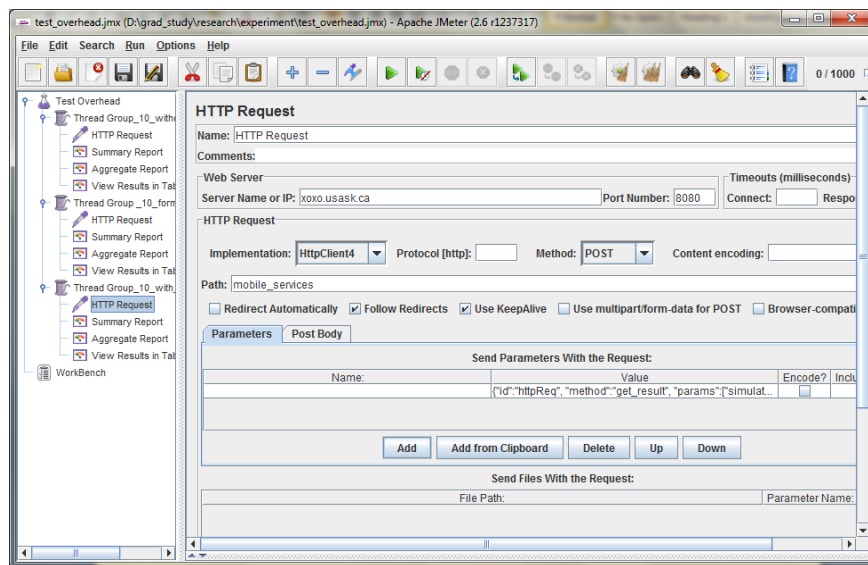 test_overhead.jmx (D:\grad_study\research\experiment\test_overhead.jmx) - Apache JMeter (2.6 r1237317)
File Edit Search Run Options Help
0 / 1000
Test Overhead
Thread Group_10_witho
HTTP Request
Summary Report
Aggregate Report
View Results in Tab
Thread Group _10_form
HTTP Request
Summary Report
Aggregate Report
View Results in Tab
Thread Group_10_with_
HTTP Request
Summary Report
Aggregate Report
View Results in Tab
WorkBench
HTTP Request
Name: HTTP Request
Comments:
Web Server
Timeouts (milliseconds)
Server Name or IP: xoxo.usask.ca Port Number: 8080 Connect: Respo
HTTP Request
Implementation: HttpClient4 Protocol [http]: Method: POST Content encoding:
Path: mobile_services
Redirect Automatically Follow Redirects Use KeepAlive Use multipart/form-data for POST Browser-compati
Parameters Post Body
Send Parameters With the Request:
Name: Value Encode? Inclu
{"id":"httpReq", "method":"get_result", "params":["simulat...
Add Add from Clipboard Delete Up Down
Send Files With the Request:
File Path: Parameter Name: